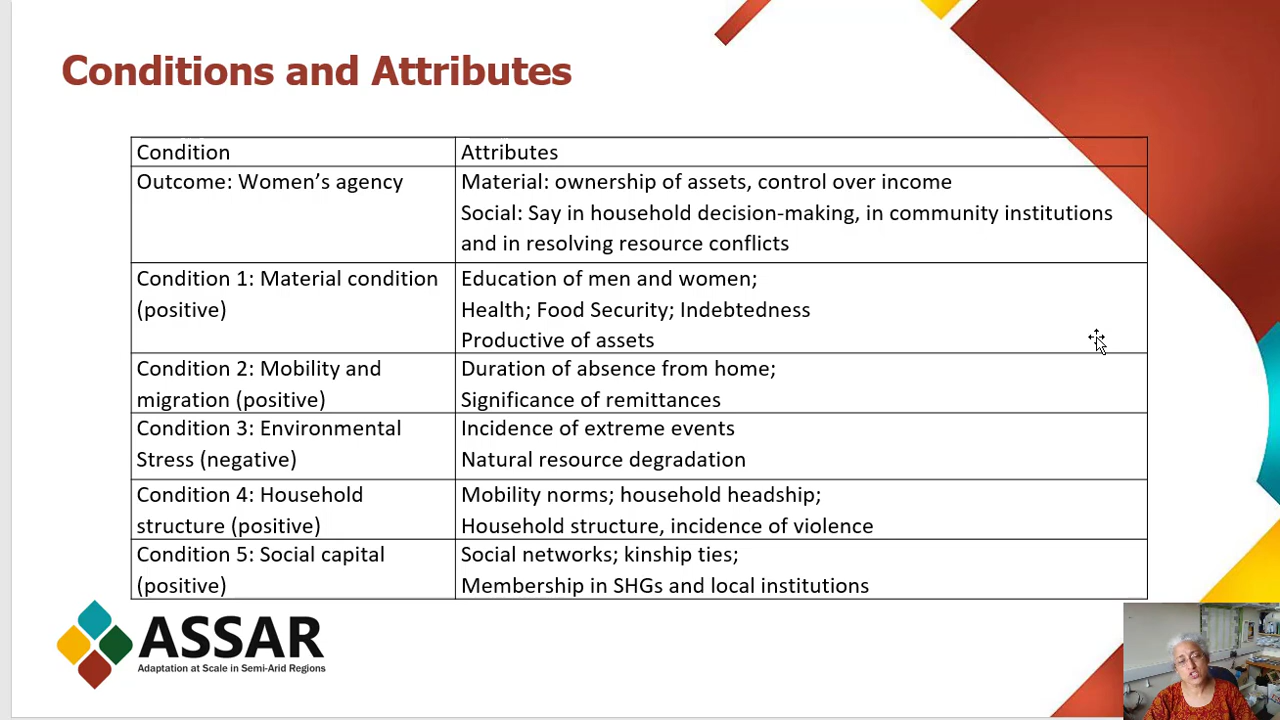 Conditions and Attributes
Condition
Attributes
Outcome: Women’s agency
Material: ownership of assets, control over income
Social: Say in household decision-making, in community institutions
and in resolving resource conflicts
Condition 1: Material condition
(positive)
Education of men and women;
Health; Food Security; Indebtedness
Productive of assets
Condition 2: Mobility and
migration (positive)
Duration of absence from home;
Significance of remittances
Condition 3: Environmental
Stress (negative)
Incidence of extreme events
Natural resource degradation
Condition 4: Household
structure (positive)
Mobility norms; household headship;
Household structure, incidence of violence
Condition 5: Social capital
(positive)
Social networks; kinship ties;
Membership in SHGs and local institutions
ASSAR
Adaptation at Scale in Semi-Arid Regions